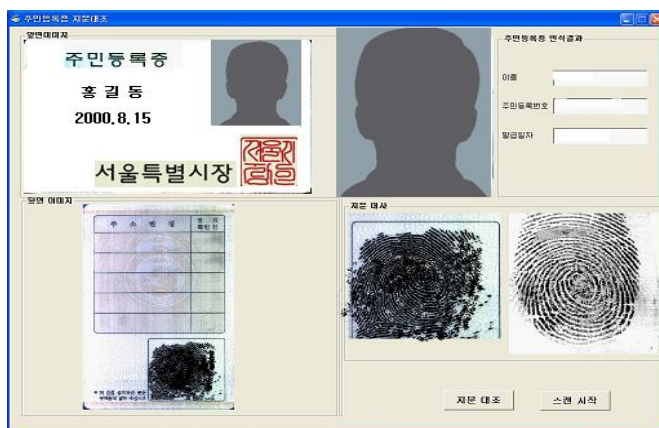 주민등록증 지문대조
앞면이미지
주민등록증
홍길동
2000.8.15
서울특별시장
주민등록증 인식결과
이름
주민등록번호
발급일자
뒷면 이미지
주 소 변 경
지문 대사
지문 대조
스캔 시작